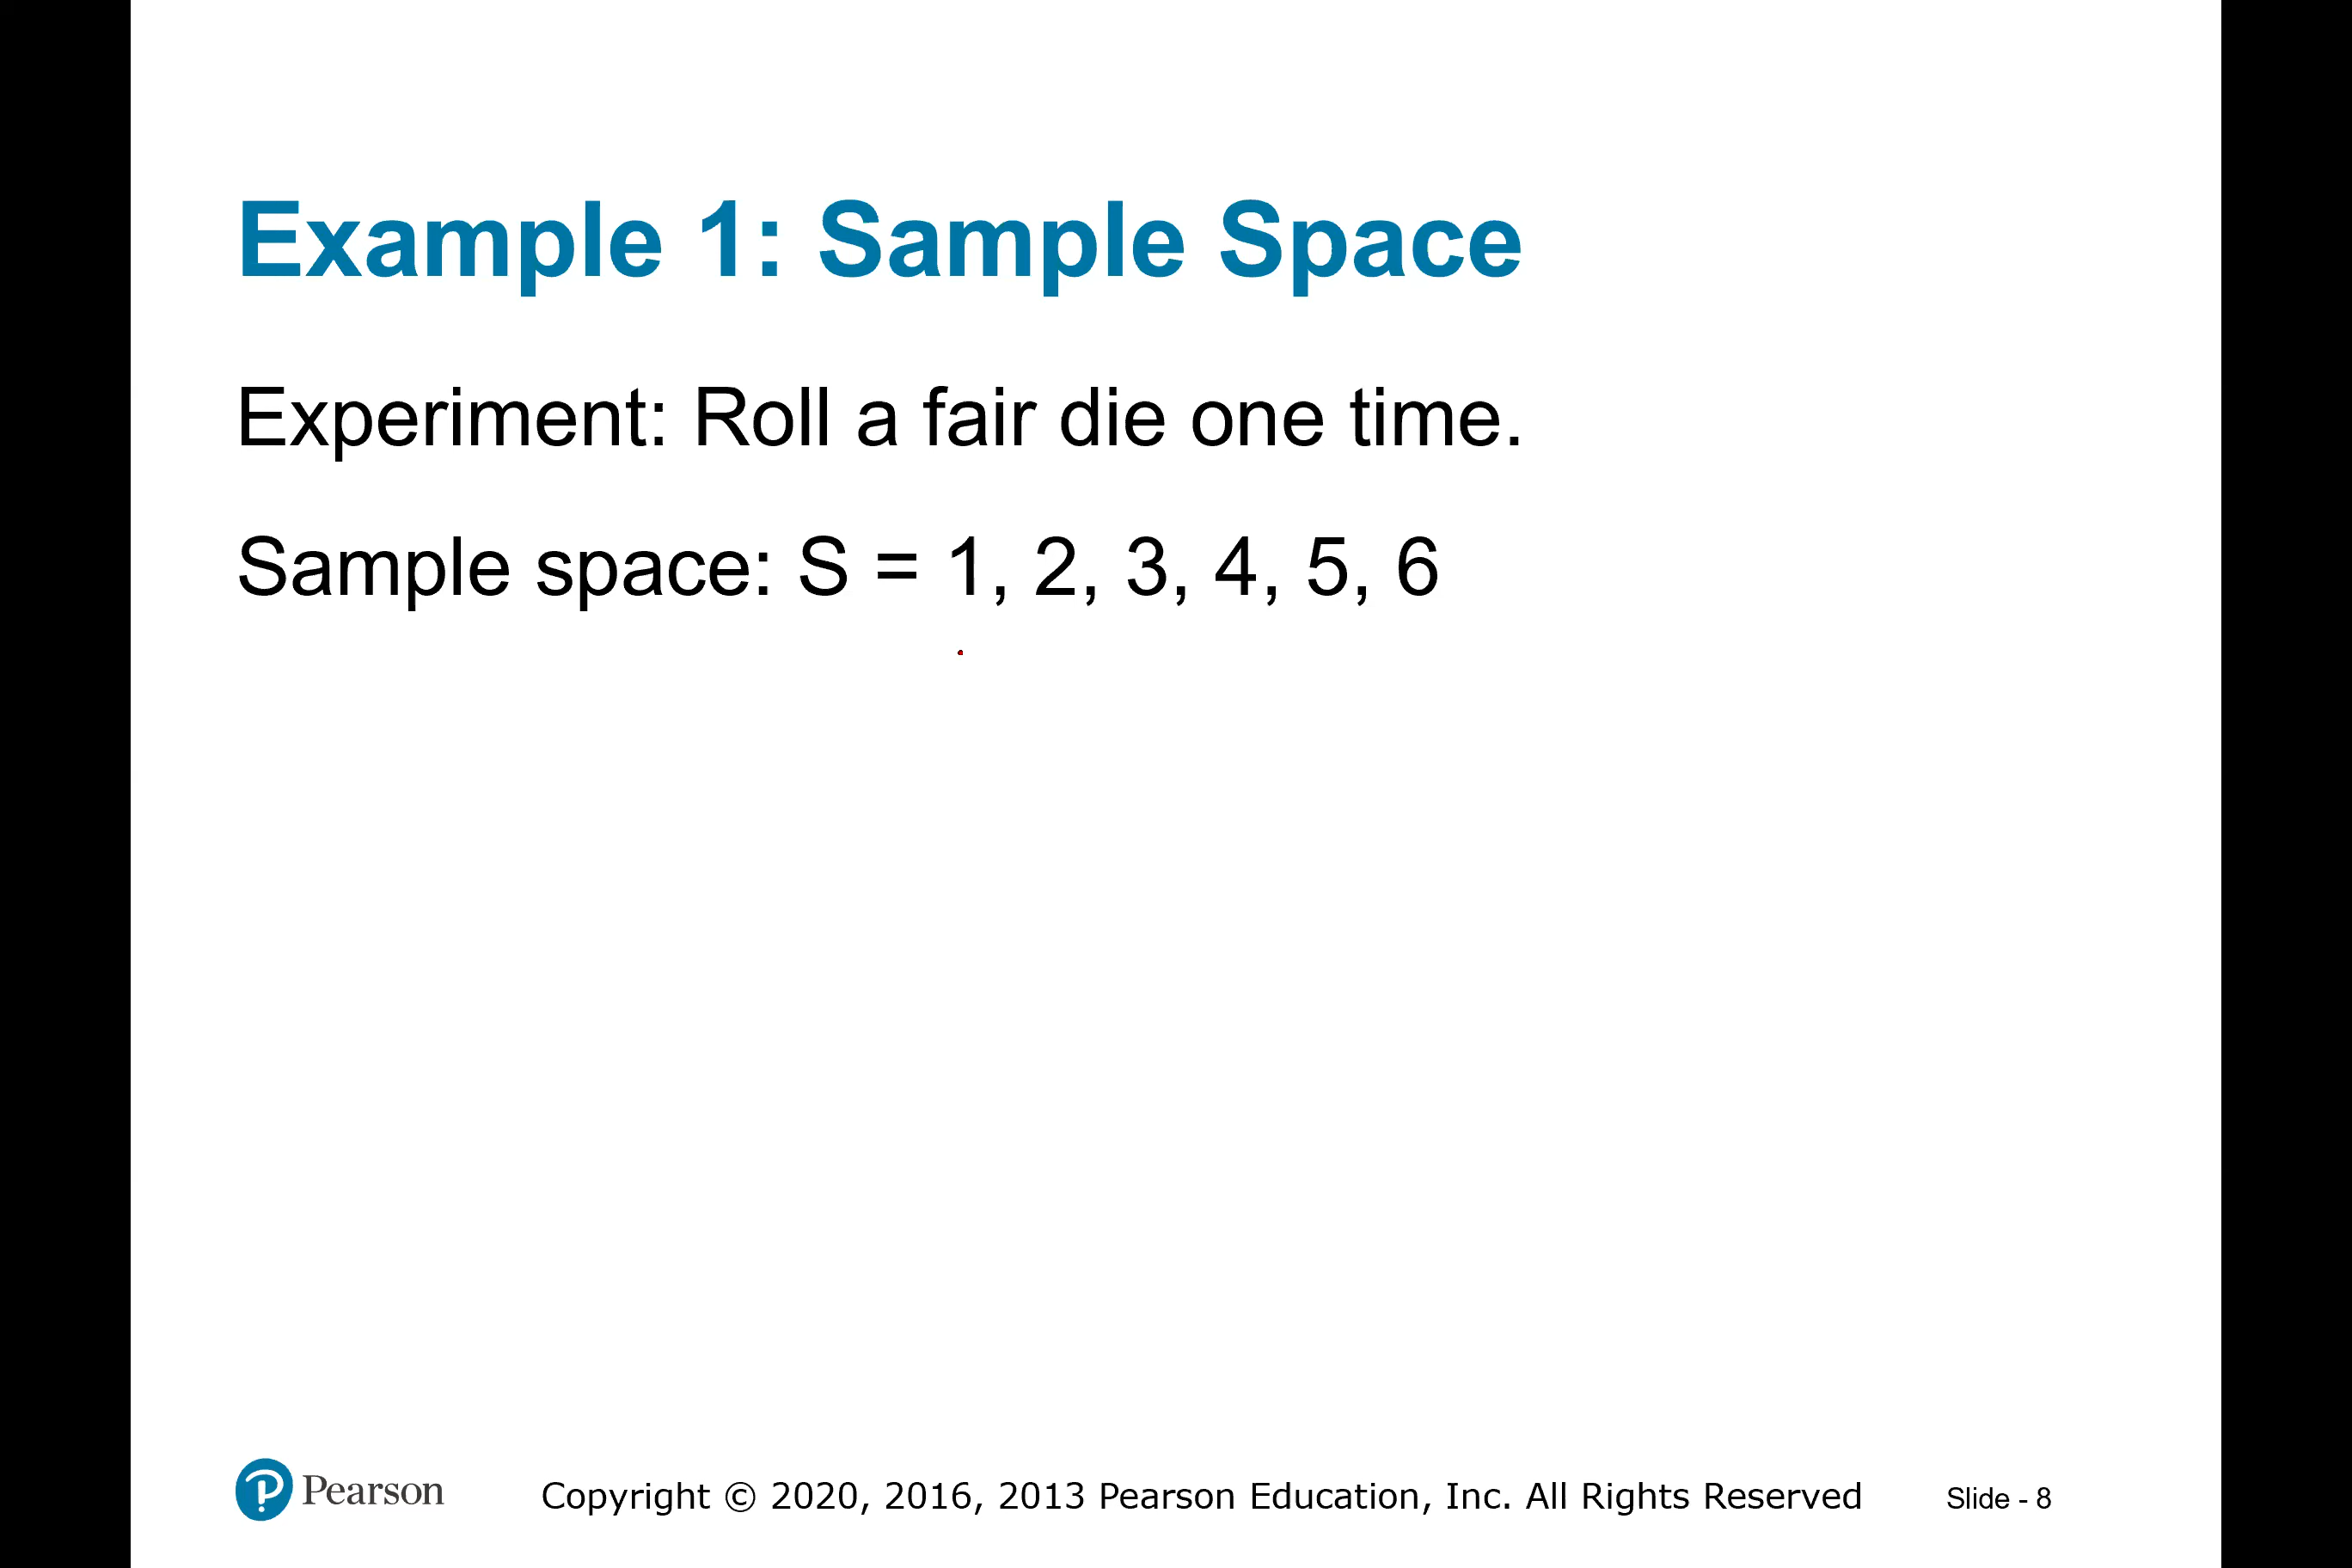 Example 1: Sample Space
Experiment: Roll a fair die one time.
Sample space: S = 1, 2, 3, 4, 5, 6
Pearson Copyright © 2020, 2016, 2013 Pearson Education, Inc. All Rights Reserved Slide - 8